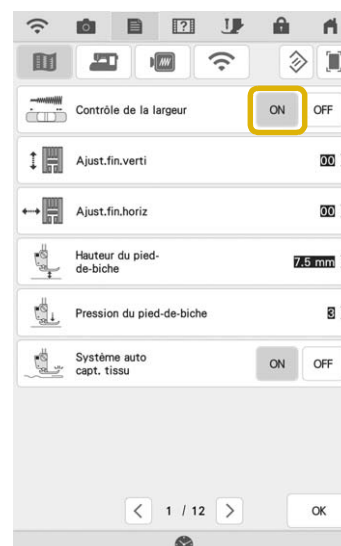 Contrôle de la largeur ON OFF
Ajust.fin.verti 00
Ajust.fin.horiz 00
Hauteur du pied-
de-biche 7.5 mm
Pression du pied-de-biche 3
Système auto
capt. tissu ON OFF
< 1 / 12 > OK